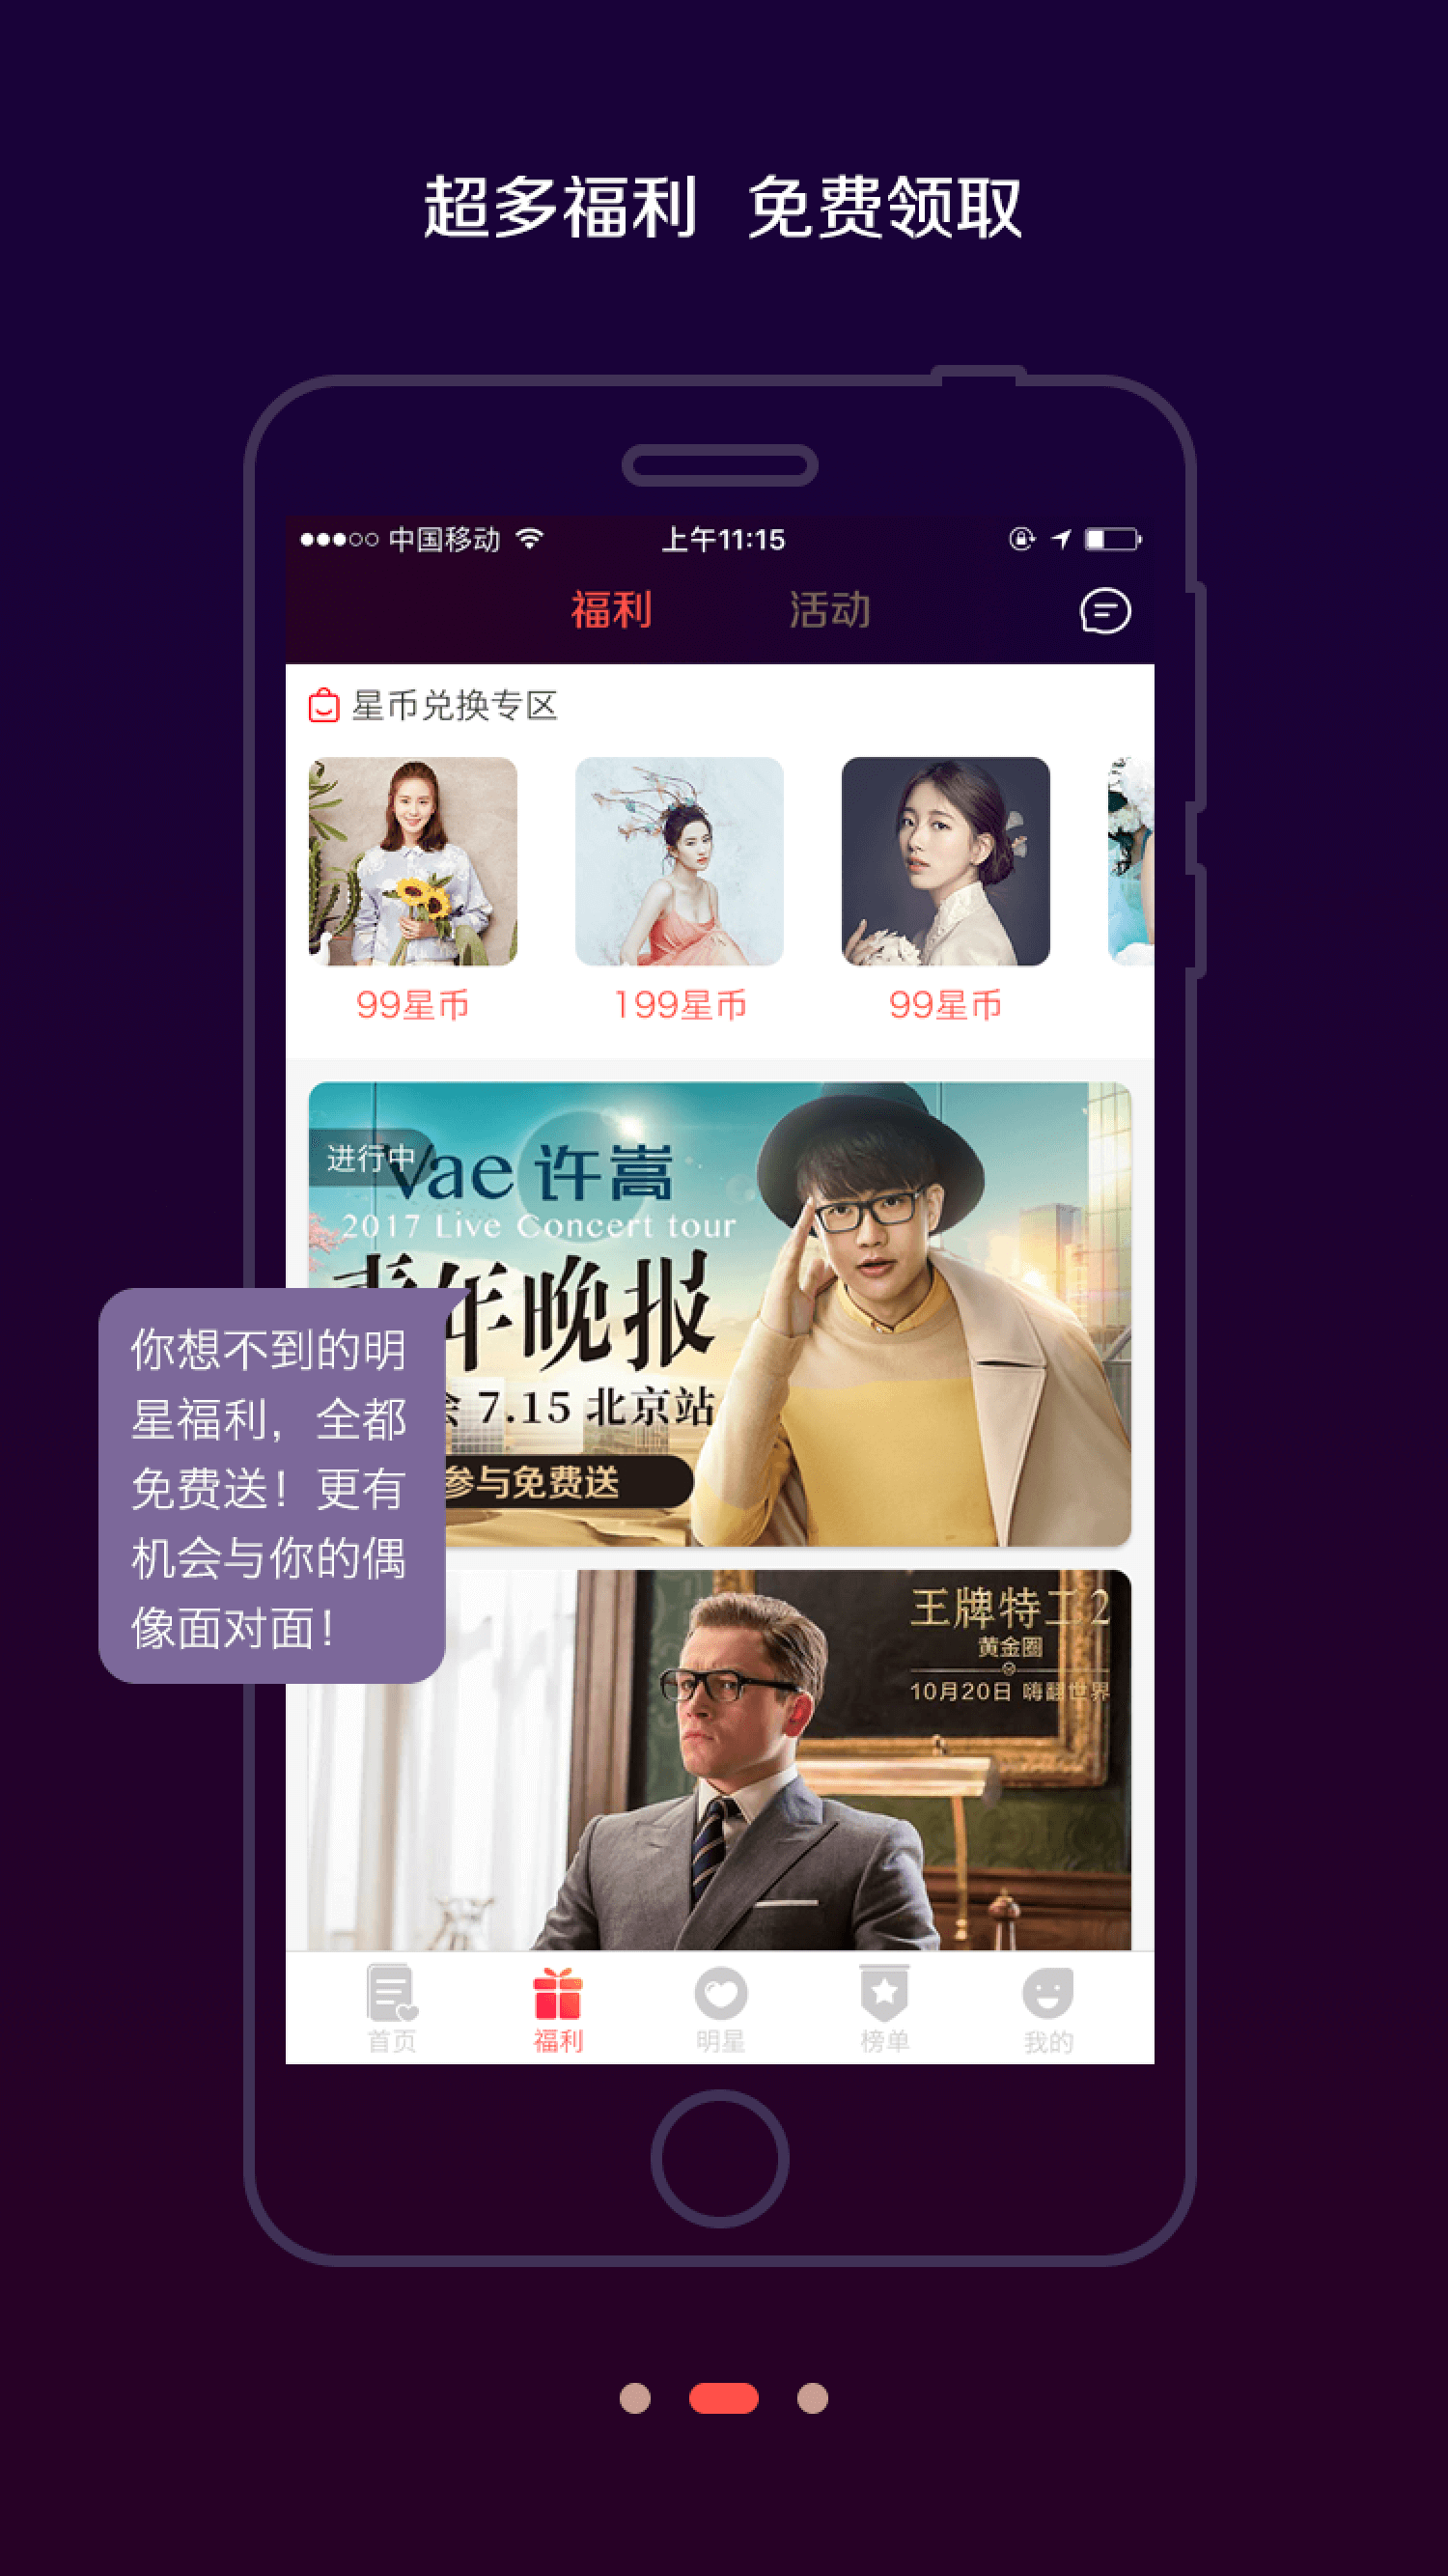 超多福利 免费领取
中国移动 上午11:15
福利 活动
星币兑换专区
99星币 199星币 99星币
进行中
Vae 许嵩
2017 Live Concert tour
年晚报
7.15 北京站
参与免费送
你想不到的明
星福利，全都
免费送！更有
机会与你的偶
像面对面！
王牌特工2
黄金圈
10月20日 嗨翻世界
首页 福利 明星 榜单 我的